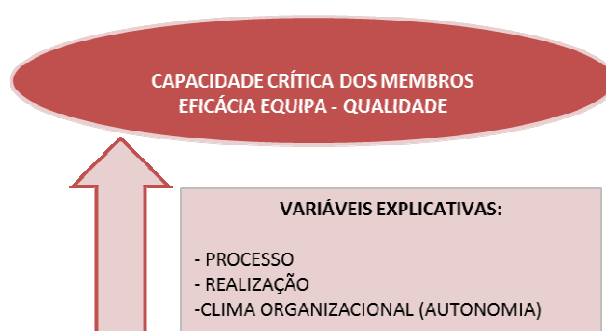 CAPACIDADE CRÍTICA DOS MEMBROS
EFICÁCIA EQUIPA - QUALIDADE
VARIÁVEIS EXPLICATIVAS:
- PROCESSO
- REALIZAÇÃO
-CLIMA ORGANIZACIONAL (AUTONOMIA)